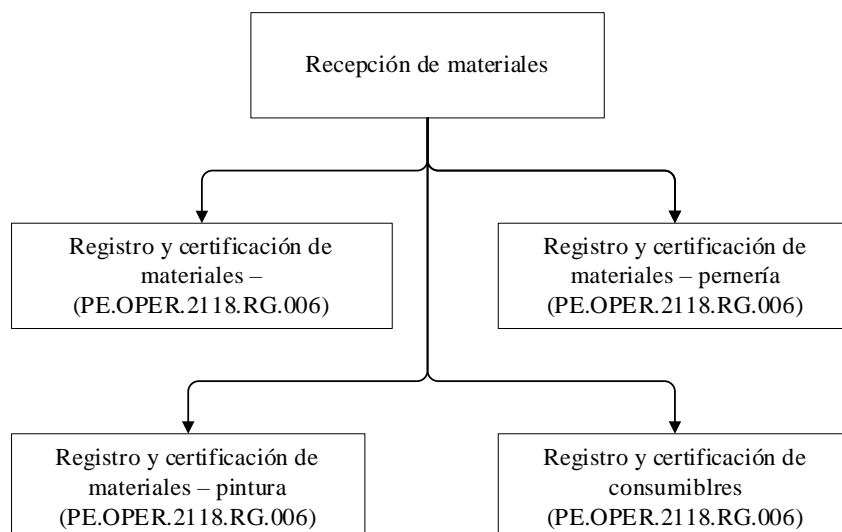 Recepción de materiales
Registro y certificación de
materiales –
(PE.OPER.2118.RG.006)
Registro y certificación de
materiales – pernería
(PE.OPER.2118.RG.006)
Registro y certificación de
materiales – pintura
(PE.OPER.2118.RG.006)
Registro y certificación de
consumiblres
(PE.OPER.2118.RG.006)